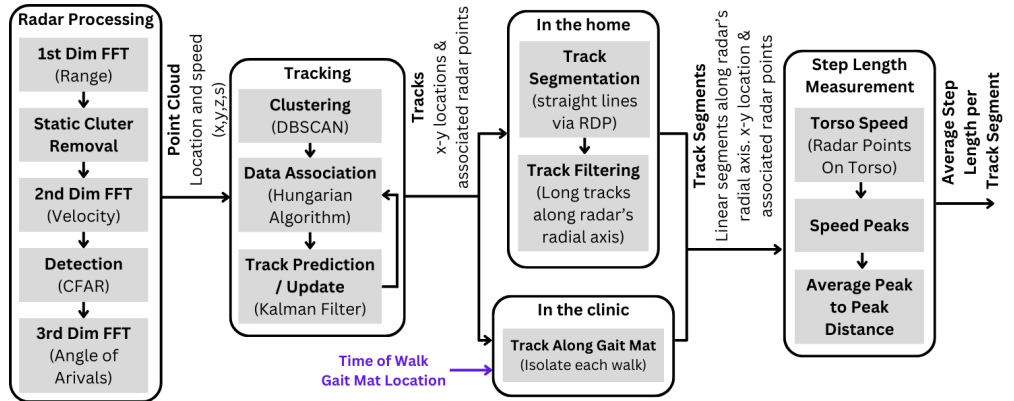 Radar Processing
1st Dim FFT
(Range)
Static Cluter
Removal
2nd Dim FFT
(Velocity)
Detection
(CFAR)
3rd Dim FFT
(Angle of
Arivals)
Point Cloud
Location and speed
(x,y,z,s)
Tracking
Clustering
(DBSCAN)
Data Association
(Hungarian
Algorithm)
Track Prediction
/ Update
(Kalman Filter)
Tracks
x-y locations &
associated radar points
In the home
Track
Segmentation
(straight lines
via RDP)
Track Filtering
(Long tracks
along radar's
radial axis)
In the clinic
Track Along Gait Mat
(Isolate each walk)
Time of Walk
Gait Mat Location
Track Segments
Linear segments along radar's
radial axis. x-y location &
associated radar points
Step Length
Measurement
Torso Speed
(Radar Points
On Torso)
Speed Peaks
Average Peak
to Peak
Distance
Average Step
Length per
Track Segment